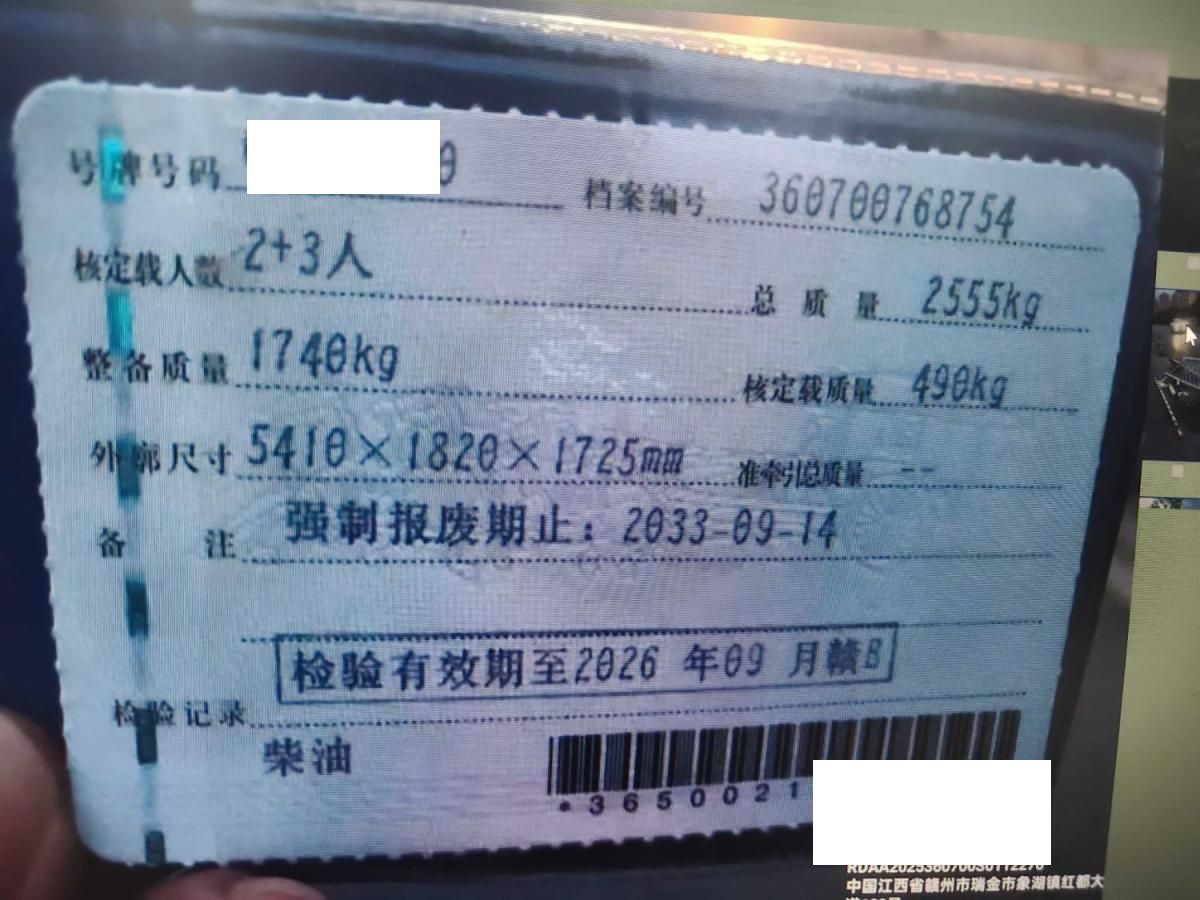 号牌号码 0 档案编号 360700768754
核定载人数 2+3人 总质量 2555kg
整备质量 1740kg 核定载质量 490kg
外廓尺寸 5410×1820×1725mm 准牵引总质量 --
备注 强制报废期止：2033-09-14
检验有效期至2026 年09 月赣B
检验记录
柴油
*3650021
中国江西省赣州市瑞金市象湖镇红都大